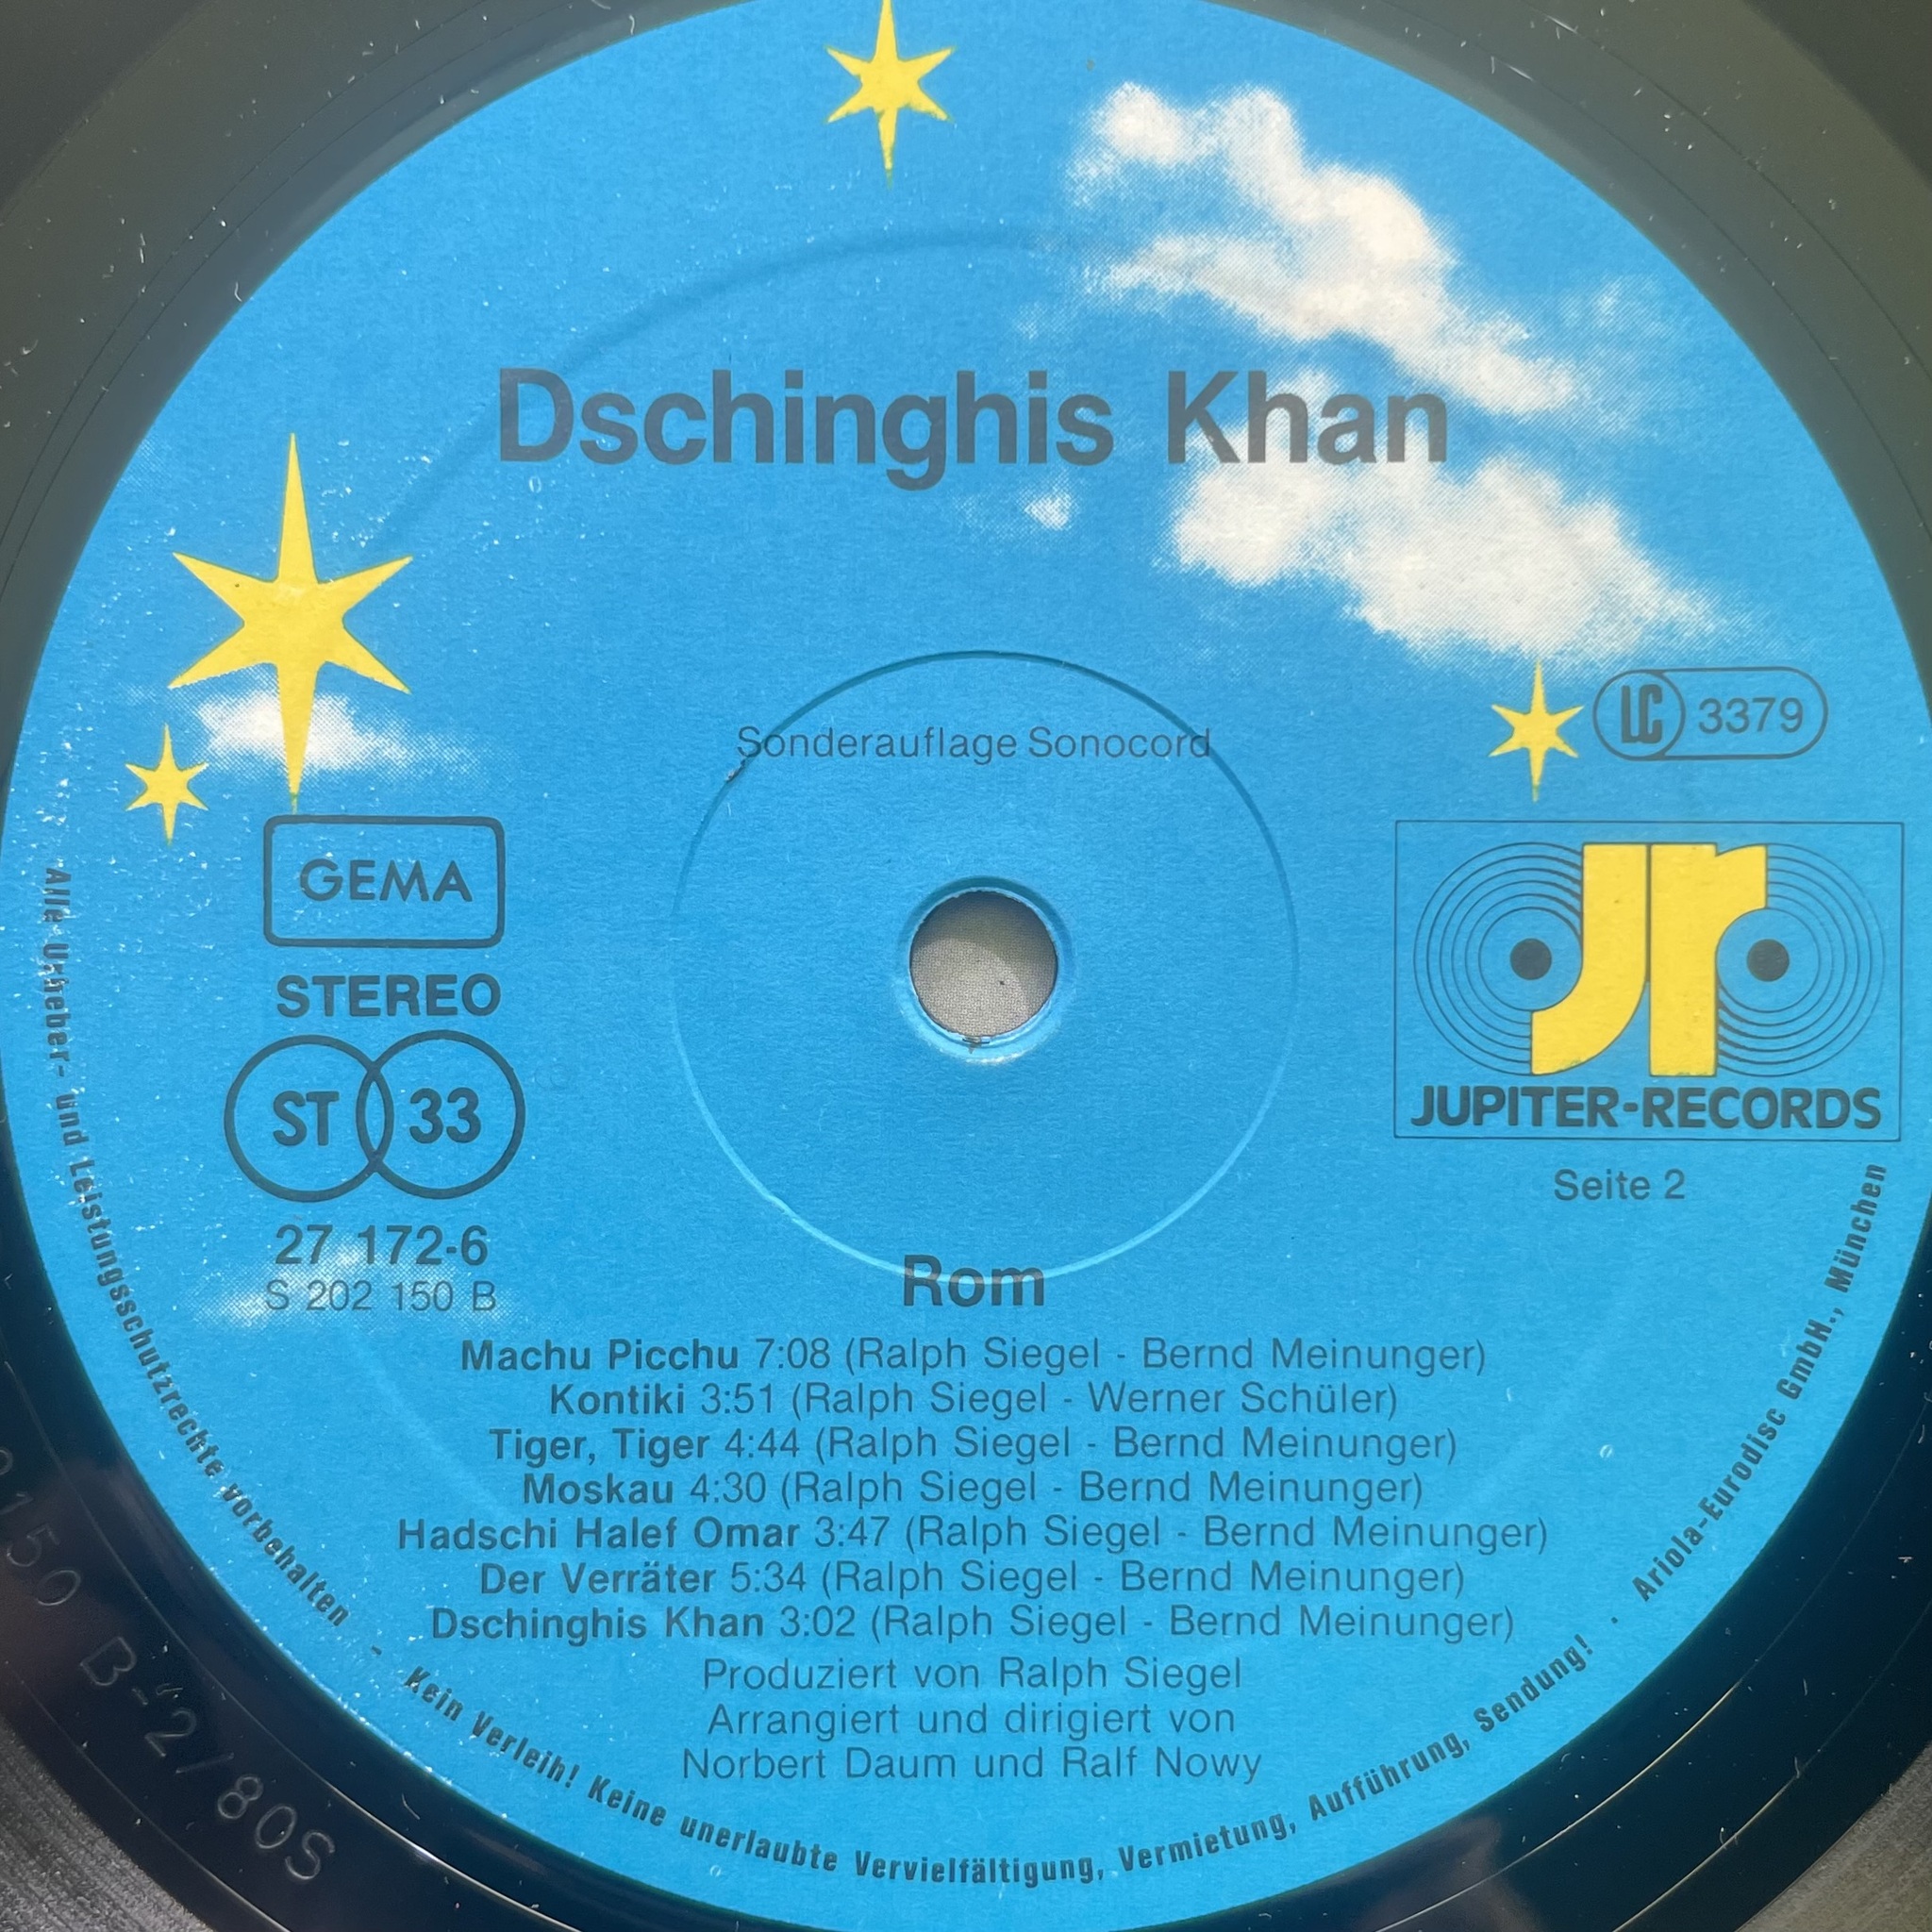 Dschinghis Khan
Sonderauflage Sonocord
LC 3379
GEMA
STEREO
ST 33
27 172-6
S 202 150 B
jr
JUPITER-RECORDS
Seite 2
Rom
Machu Picchu 7:08 (Ralph Siegel - Bernd Meinunger)
Kontiki 3:51 (Ralph Siegel - Werner Schüler)
Tiger, Tiger 4:44 (Ralph Siegel - Bernd Meinunger)
Moskau 4:30 (Ralph Siegel - Bernd Meinunger)
Hadschi Halef Omar 3:47 (Ralph Siegel - Bernd Meinunger)
Der Verräter 5:34 (Ralph Siegel - Bernd Meinunger)
Dschinghis Khan 3:02 (Ralph Siegel - Bernd Meinunger)
Produziert von Ralph Siegel
Arrangiert und dirigiert von
Norbert Daum und Ralf Nowy
Alle Urheber- und Leistungsschutzrechte vorbehalten - Kein Verleih! Keine unerlaubte Vervielfältigung, Vermietung, Aufführung, Sendung! · Ariola-Eurodisc GmbH., München
150 B-2/80S